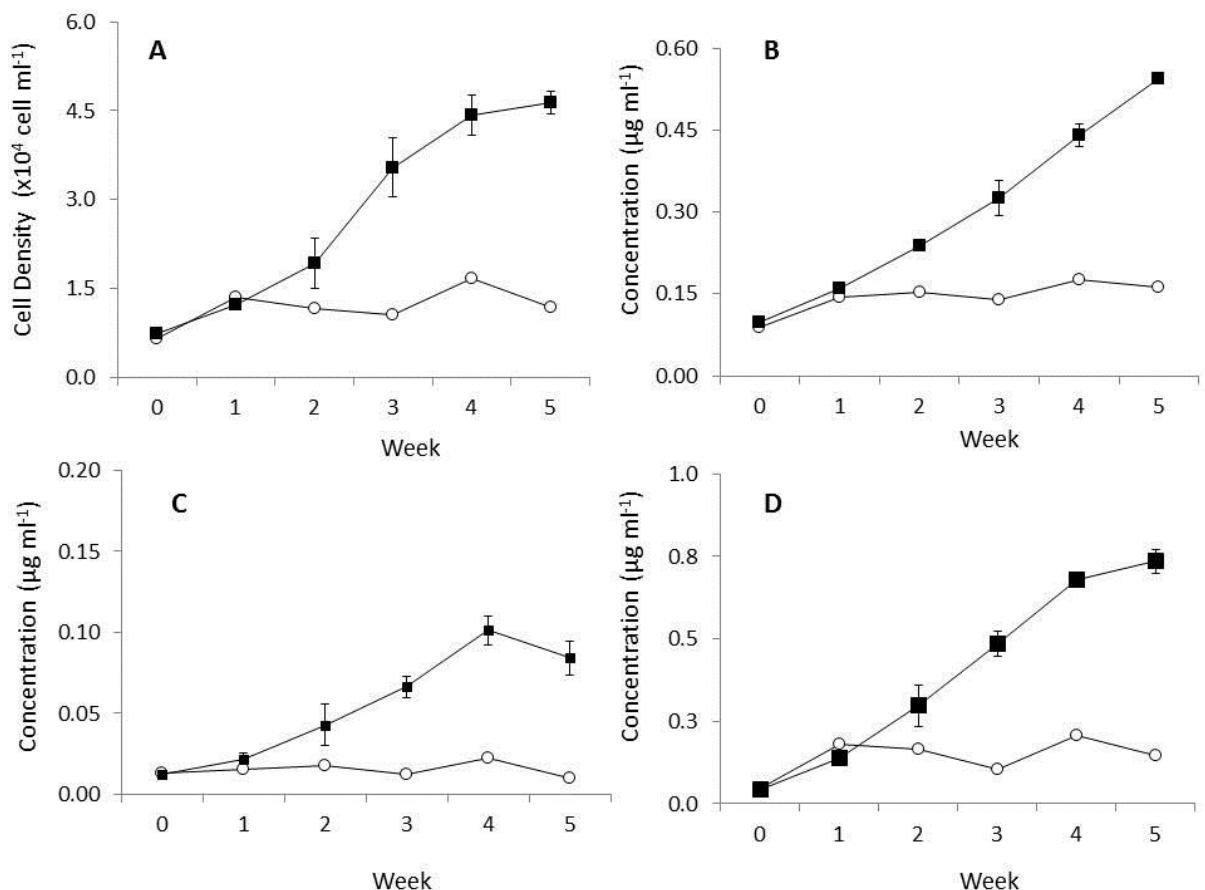 A
Cell Density (x10⁴ cell ml⁻¹)
6.0
4.5
3.0
1.5
0.0
0 1 2 3 4 5
Week
B
Concentration (µg ml⁻¹)
0.60
0.45
0.30
0.15
0.00
0 1 2 3 4 5
Week
C
Concentration (µg ml⁻¹)
0.20
0.15
0.10
0.05
0.00
0 1 2 3 4 5
Week
D
Concentration (µg ml⁻¹)
1.0
0.8
0.5
0.3
0.0
0 1 2 3 4 5
Week